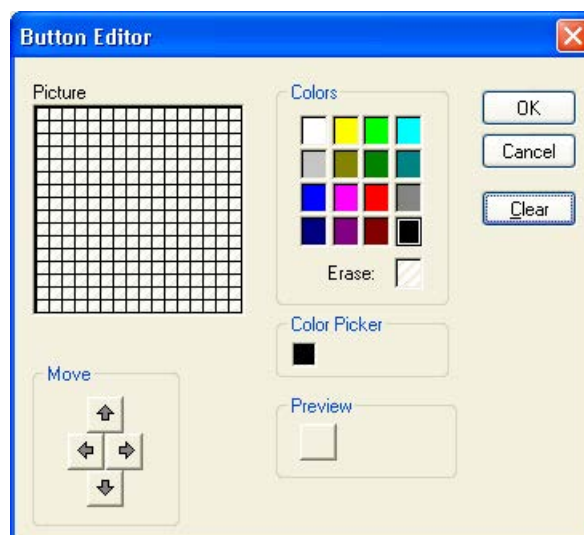 Button Editor
Picture
Colors
OK
Cancel
Clear
Erase:
Color Picker
Move
Preview